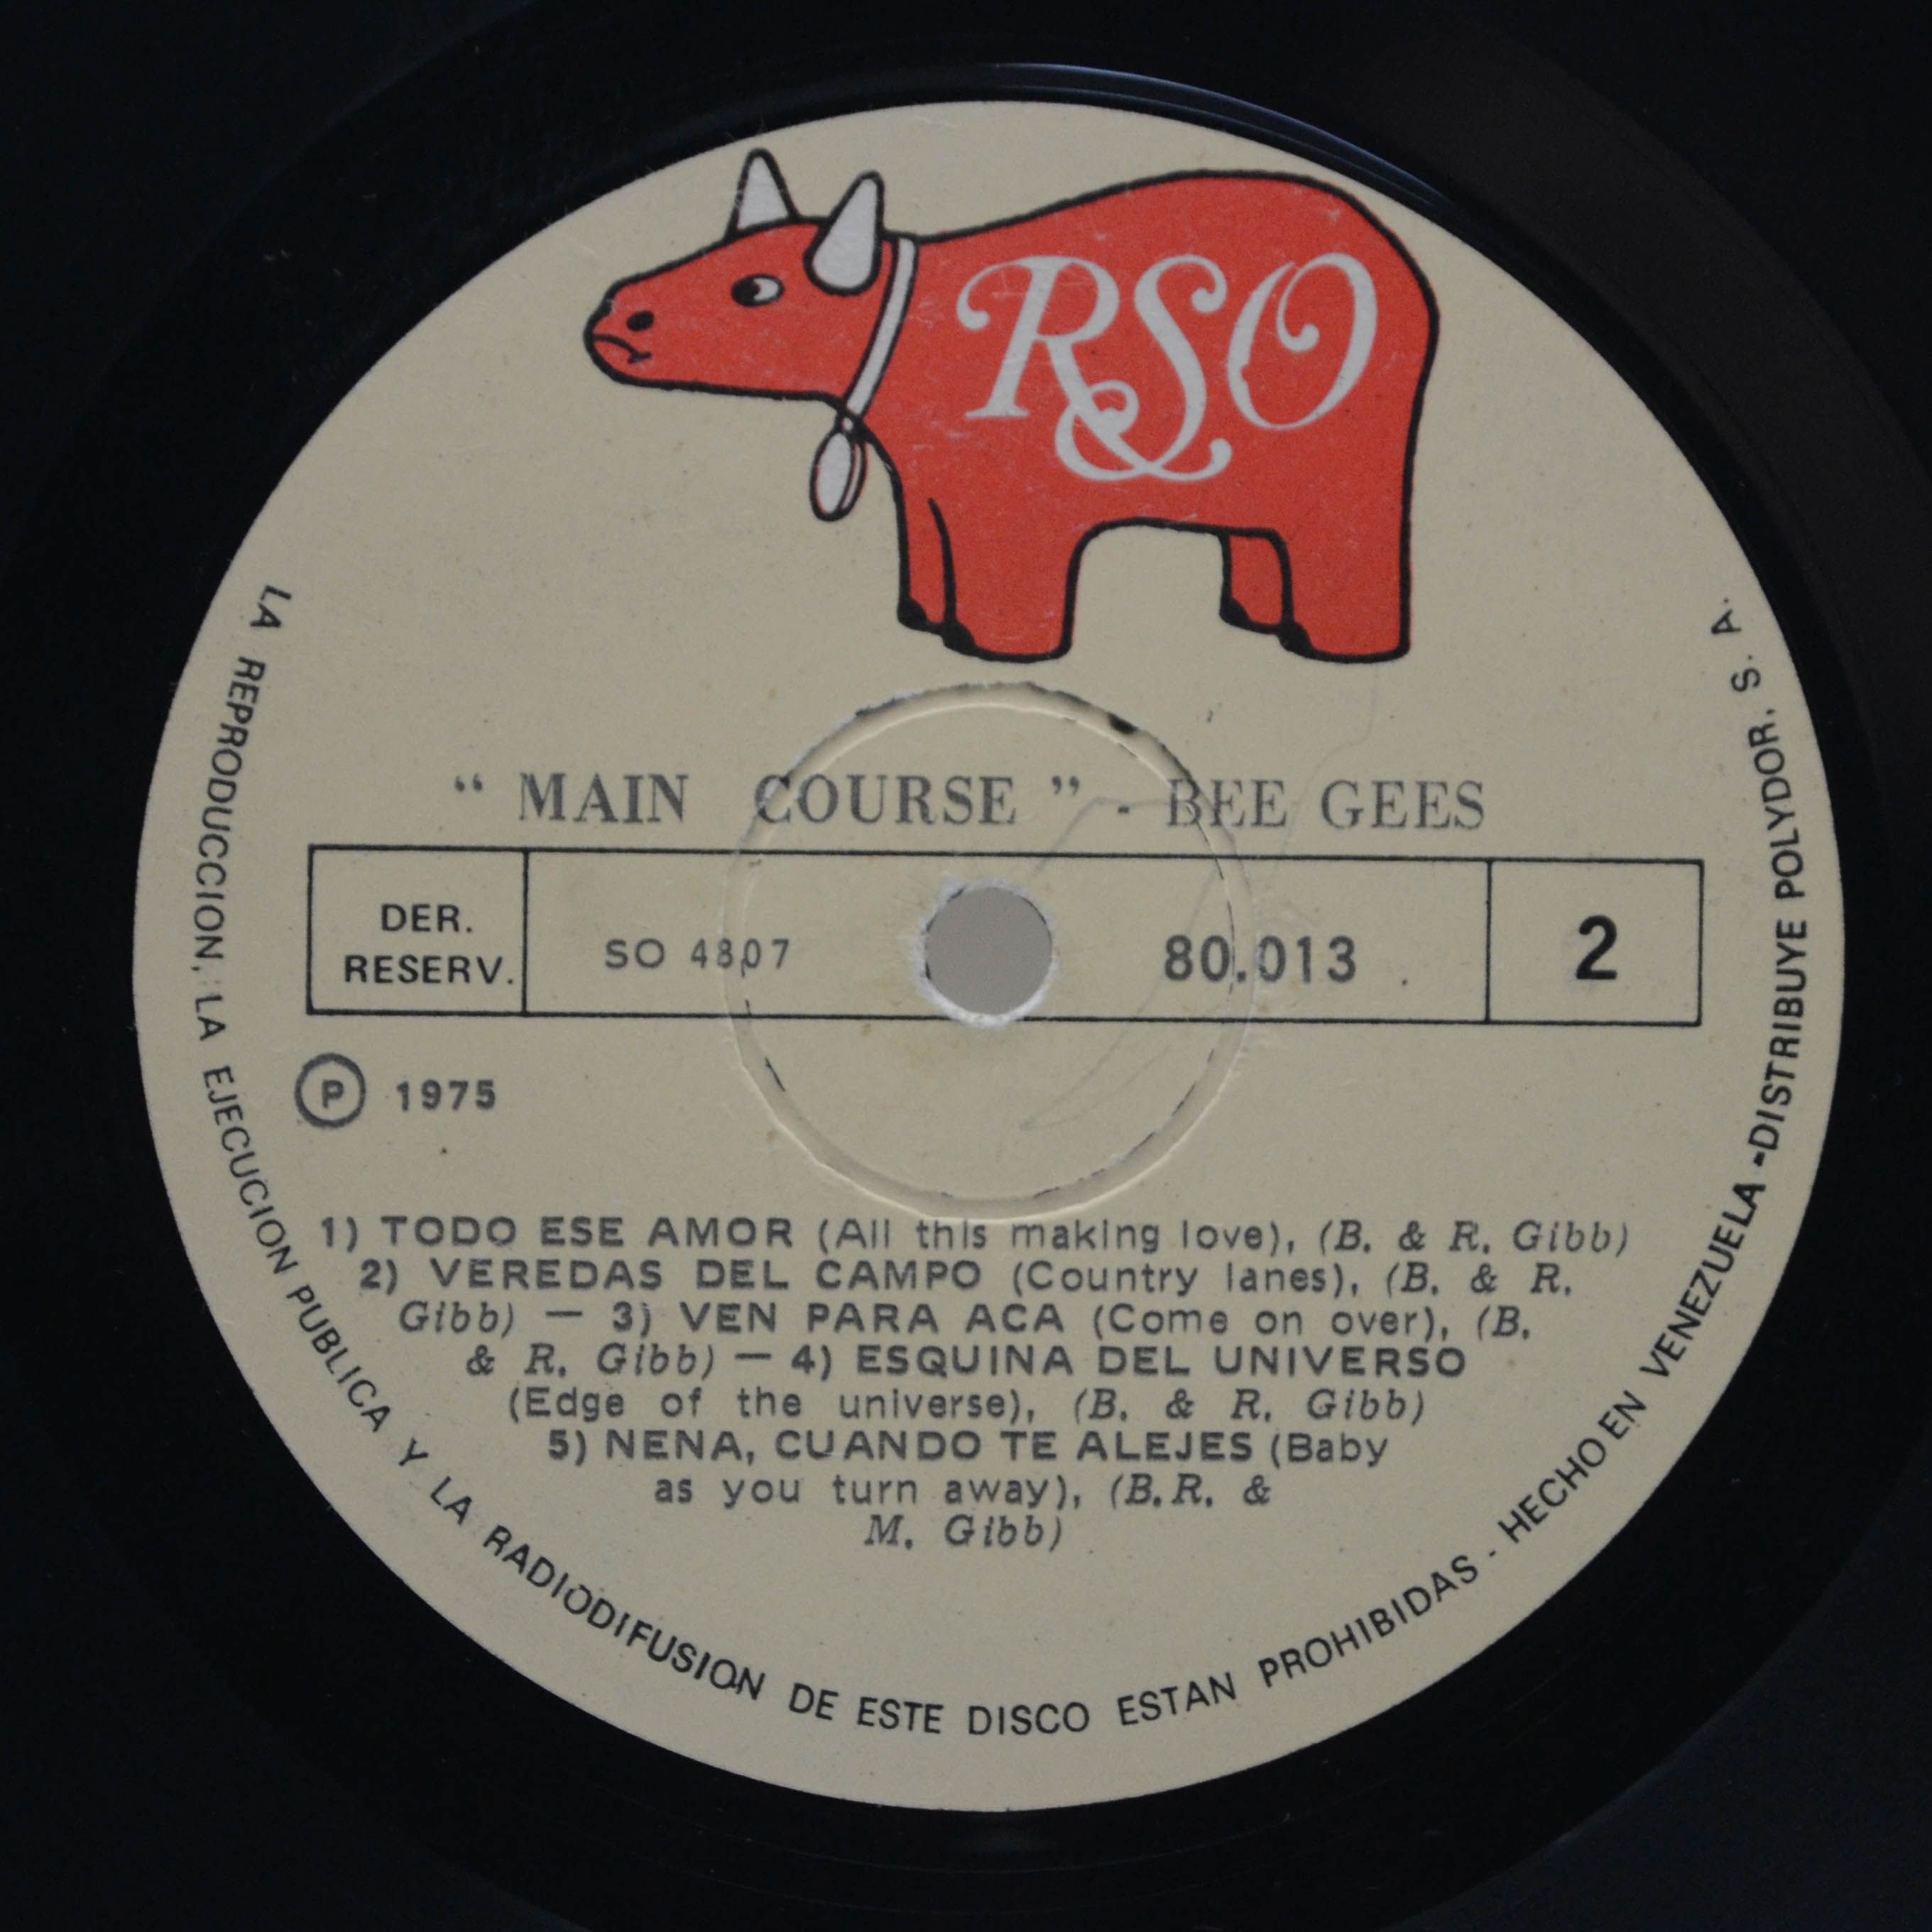 RSO
" MAIN COURSE " - BEE GEES
DER.
RESERV.
SO 4807
80.013
2
P 1975
1) TODO ESE AMOR (All this making love), (B. & R. Gibb)
2) VEREDAS DEL CAMPO (Country lanes), (B. & R.
Gibb) — 3) VEN PARA ACA (Come on over), (B.
& R. Gibb) — 4) ESQUINA DEL UNIVERSO
(Edge of the universe), (B. & R. Gibb)
5) NENA, CUANDO TE ALEJES (Baby
as you turn away), (B.R. &
M. Gibb)
LA REPRODUCCION, LA EJECUCION PUBLICA Y LA RADIODIFUSION DE ESTE DISCO ESTAN PROHIBIDAS - HECHO EN VENEZUELA - DISTRIBUYE POLYDOR, S. A.